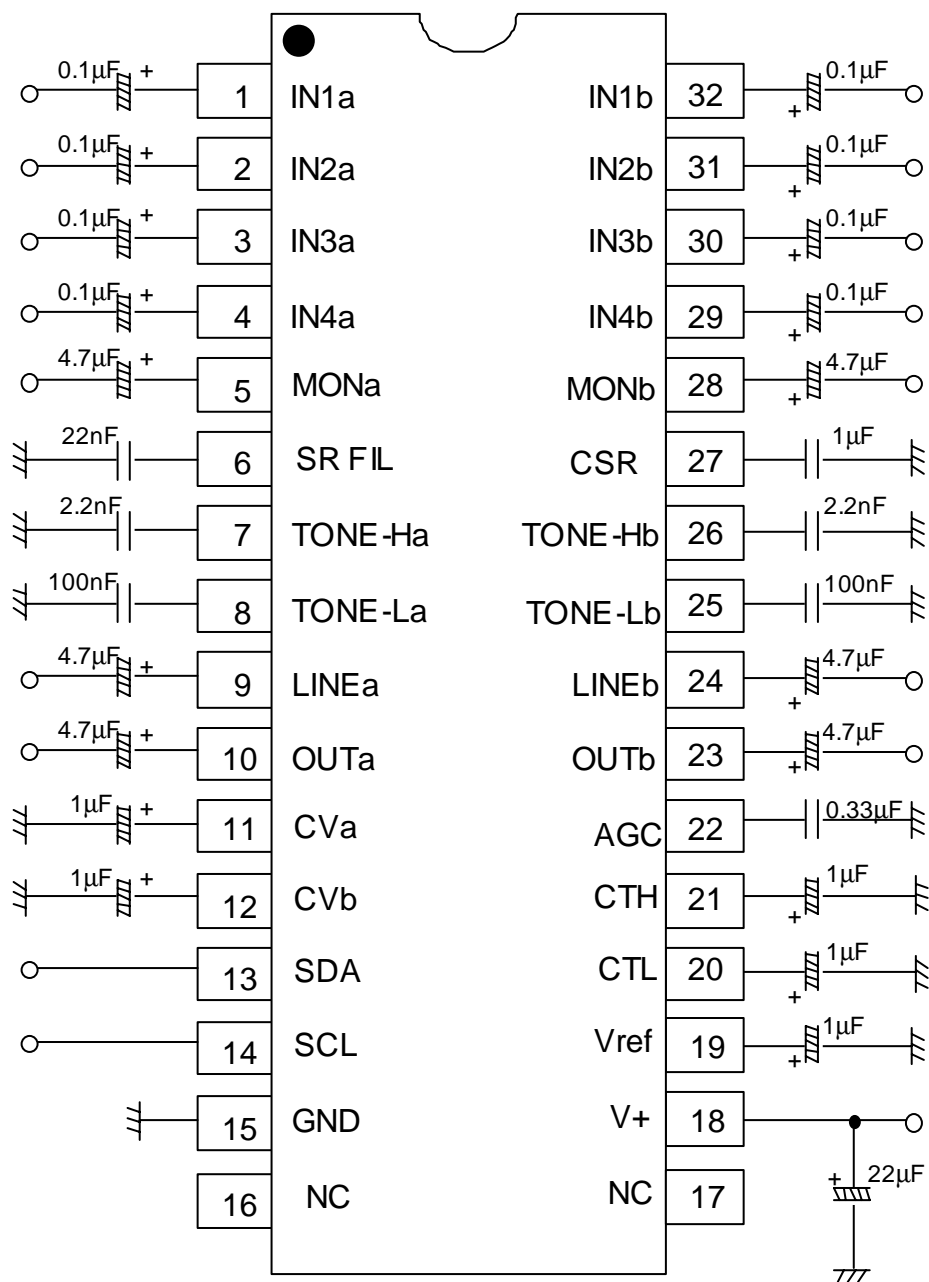 0.1µF + 1 IN1a IN1b 32 + 0.1µF
0.1µF + 2 IN2a IN2b 31 + 0.1µF
0.1µF + 3 IN3a IN3b 30 + 0.1µF
0.1µF + 4 IN4a IN4b 29 + 0.1µF
4.7µF + 5 MONa MONb 28 + 4.7µF
22nF 6 SR FIL CSR 27 1µF
2.2nF 7 TONE-Ha TONE-Hb 26 2.2nF
100nF 8 TONE-La TONE-Lb 25 100nF
4.7µF + 9 LINEa LINEb 24 + 4.7µF
4.7µF + 10 OUTa OUTb 23 + 4.7µF
1µF + 11 CVa AGC 22 0.33µF
1µF + 12 CVb CTH 21 + 1µF
13 SDA CTL 20 + 1µF
14 SCL Vref 19 + 1µF
15 GND V+ 18
16 NC NC 17 + 22µF